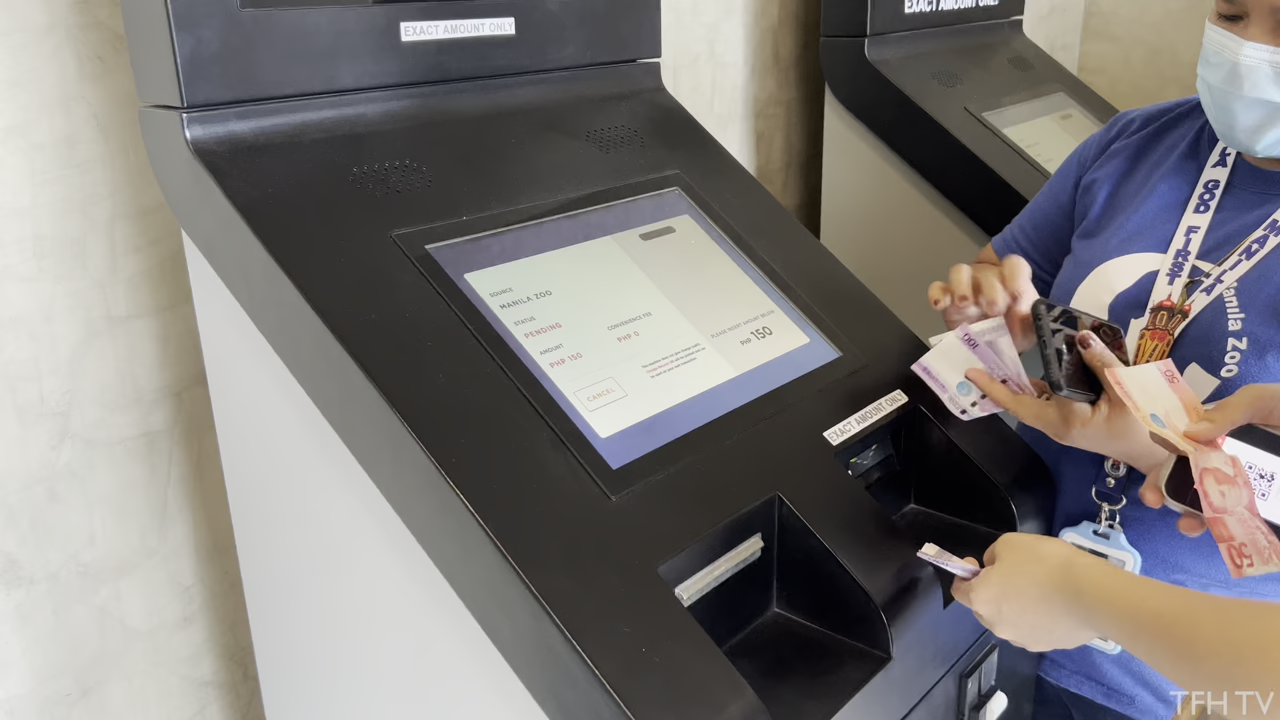 EXACT AMOUNT ONLY
EXACT AMOUNT ONLY
SOURCE
MANILA ZOO
STATUS
PENDING
AMOUNT
PHP 150
CONVENIENCE FEE
PHP 0
CANCEL
PLEASE INSERT AMOUNT BELOW
PHP 150
EXACT AMOUNT ONLY
GOD FIRST
MANILA
Manila Zoo
100
50
50
TFH TV